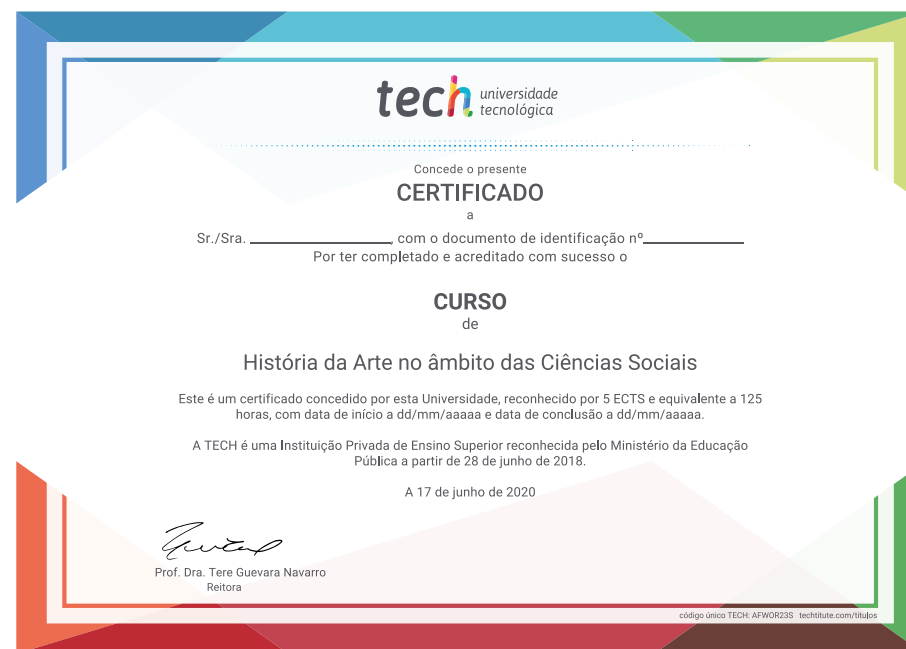 tech universidade
tecnológica
Concede o presente
CERTIFICADO
a
Sr./Sra. ____________________, com o documento de identificação nº______________
Por ter completado e acreditado com sucesso o
CURSO
de
História da Arte no âmbito das Ciências Sociais
Este é um certificado concedido por esta Universidade, reconhecido por 5 ECTS e equivalente a 125
horas, com data de início a dd/mm/aaaaa e data de conclusão a dd/mm/aaaaa.
A TECH é uma Instituição Privada de Ensino Superior reconhecida pelo Ministério da Educação
Pública a partir de 28 de junho de 2018.
A 17 de junho de 2020
Prof. Dra. Tere Guevara Navarro
Reitora
código único TECH: AFWOR23S techtitute.com/titulos